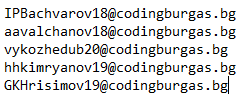 IPBachvarov18@codingburgas.bg
aavalchanov18@codingburgas.bg
vykozhedub20@codingburgas.bg
hhkimryanov19@codingburgas.bg
GKHrisimov19@codingburgas.bg